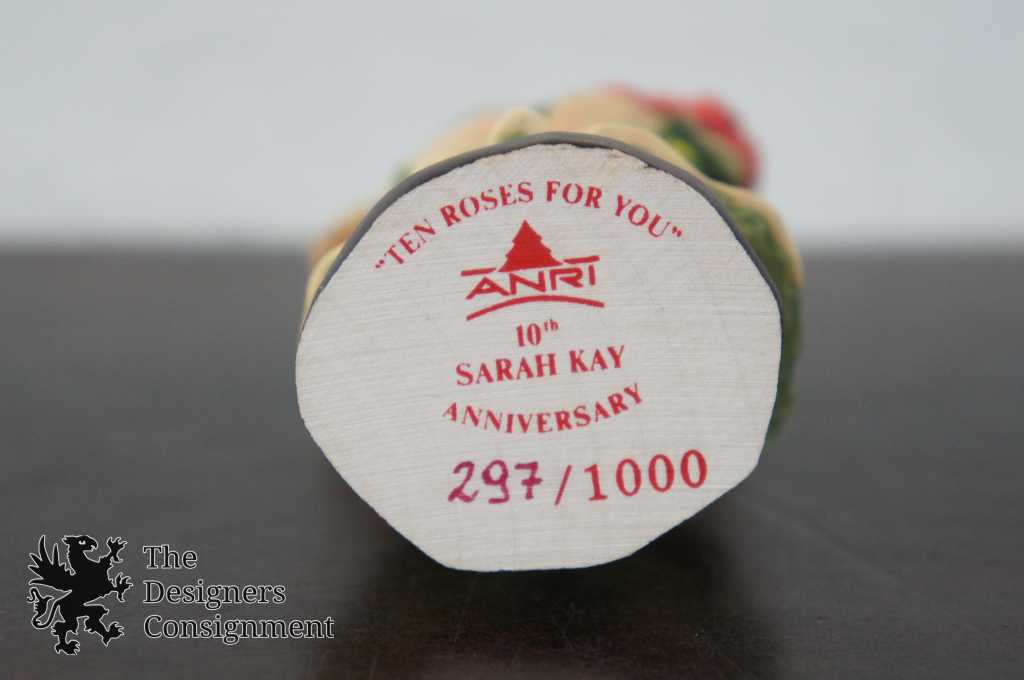 "TEN ROSES FOR YOU"
ANRI
10th
SARAH KAY
ANNIVERSARY
297/1000
The
Designers
Consignment